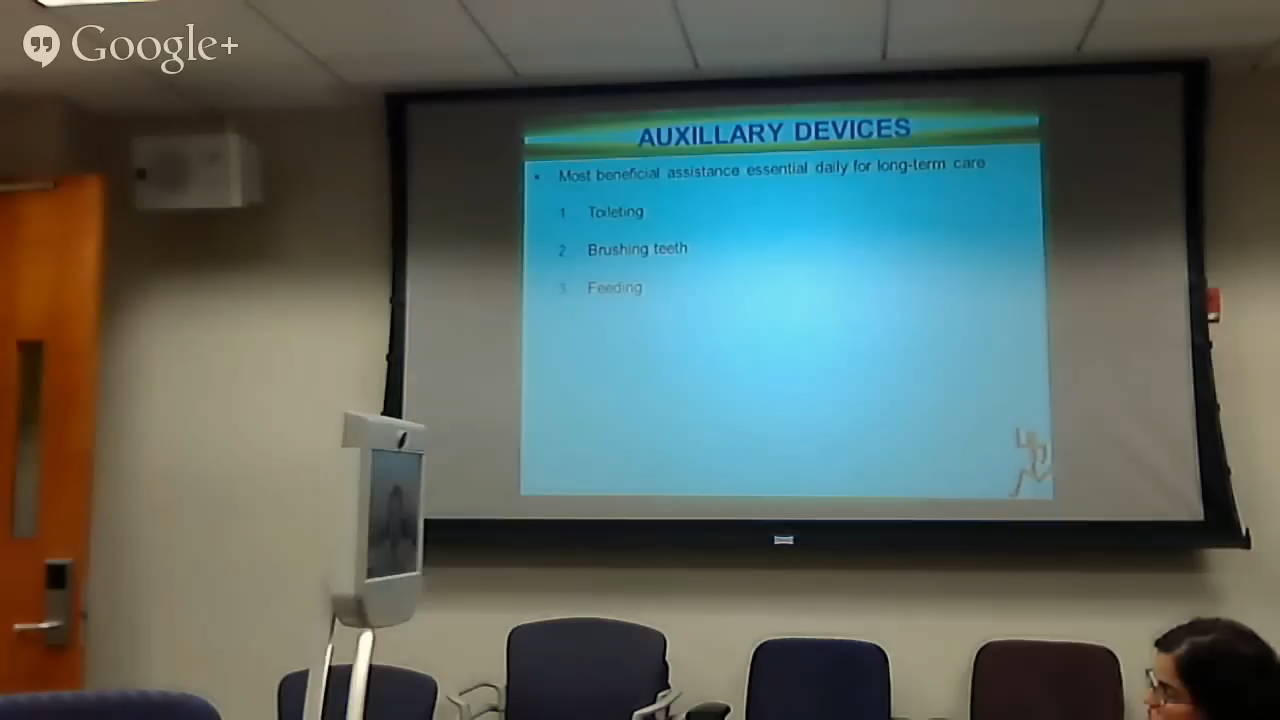 Google+
AUXILLARY DEVICES
• Most beneficial assistance essential daily for long-term care
1. Toileting
2. Brushing teeth
3. Feeding